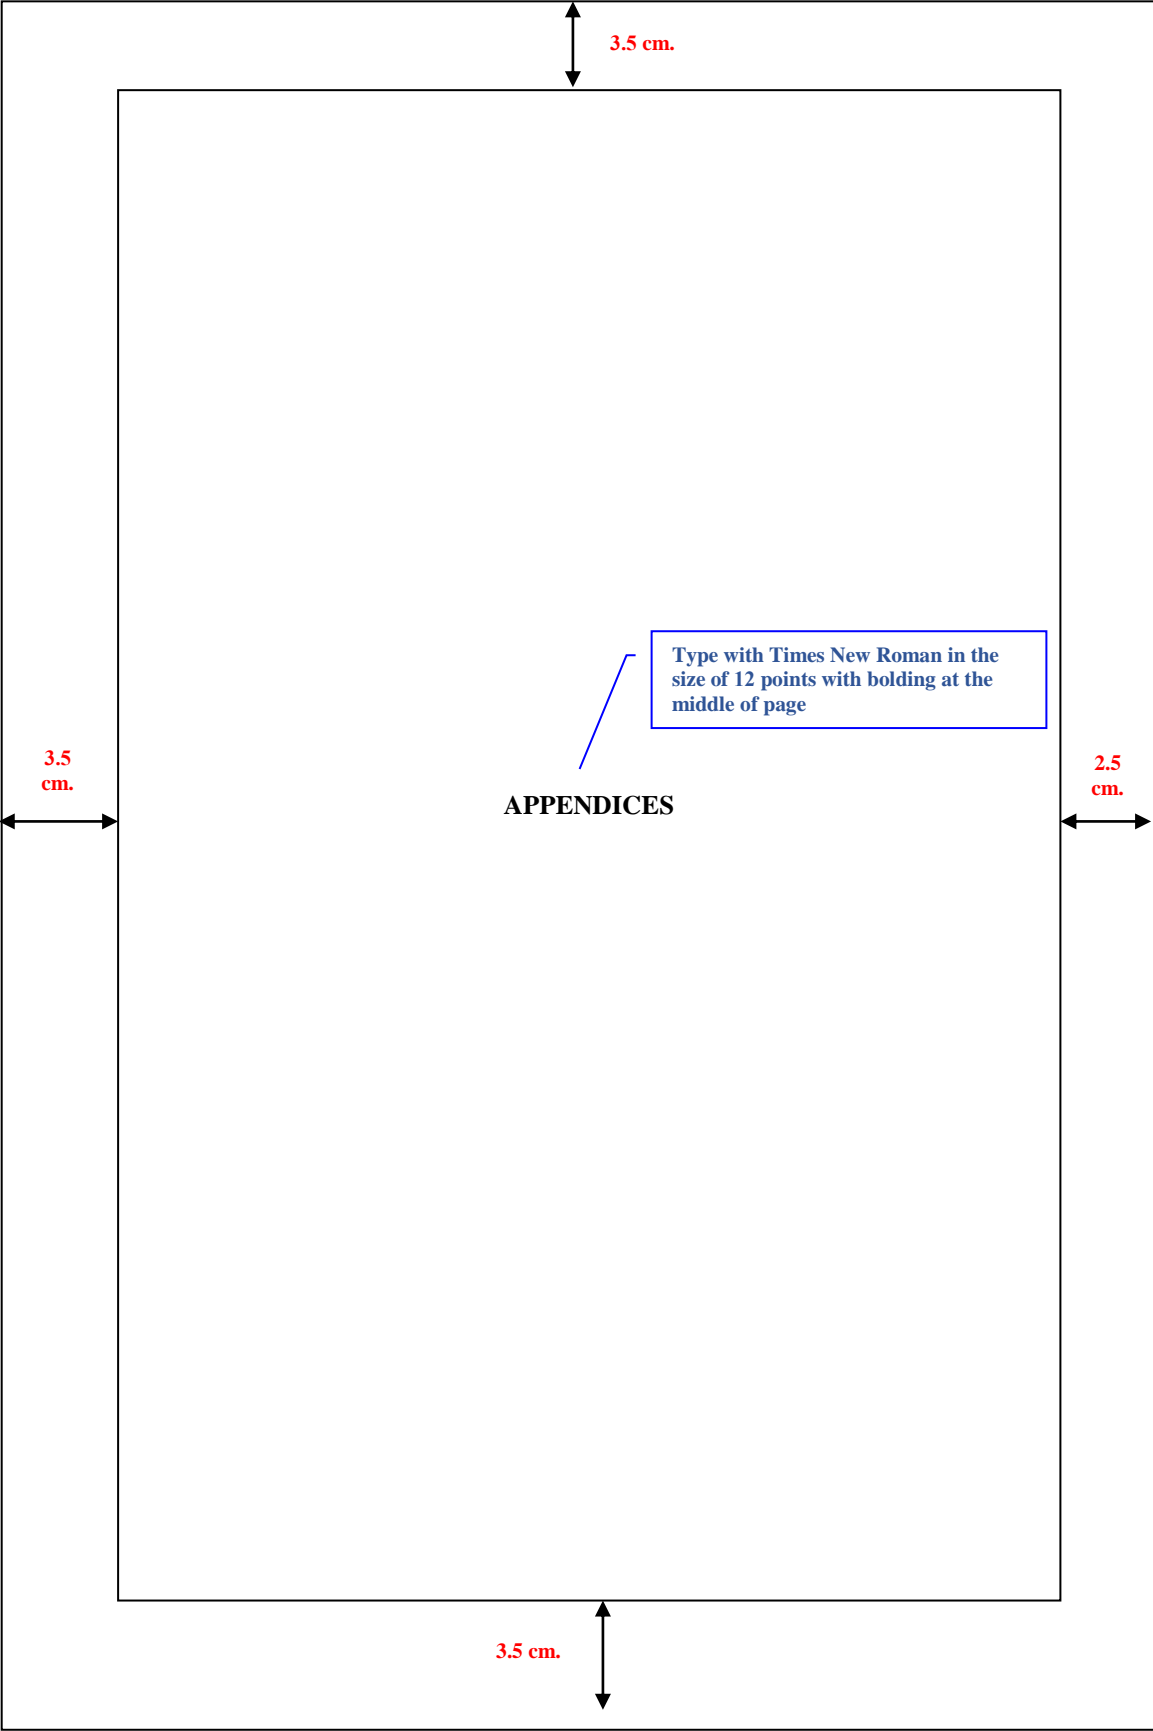 3.5 cm.
Type with Times New Roman in the
size of 12 points with bolding at the
middle of page
3.5
cm.
2.5
cm.
APPENDICES
3.5 cm.